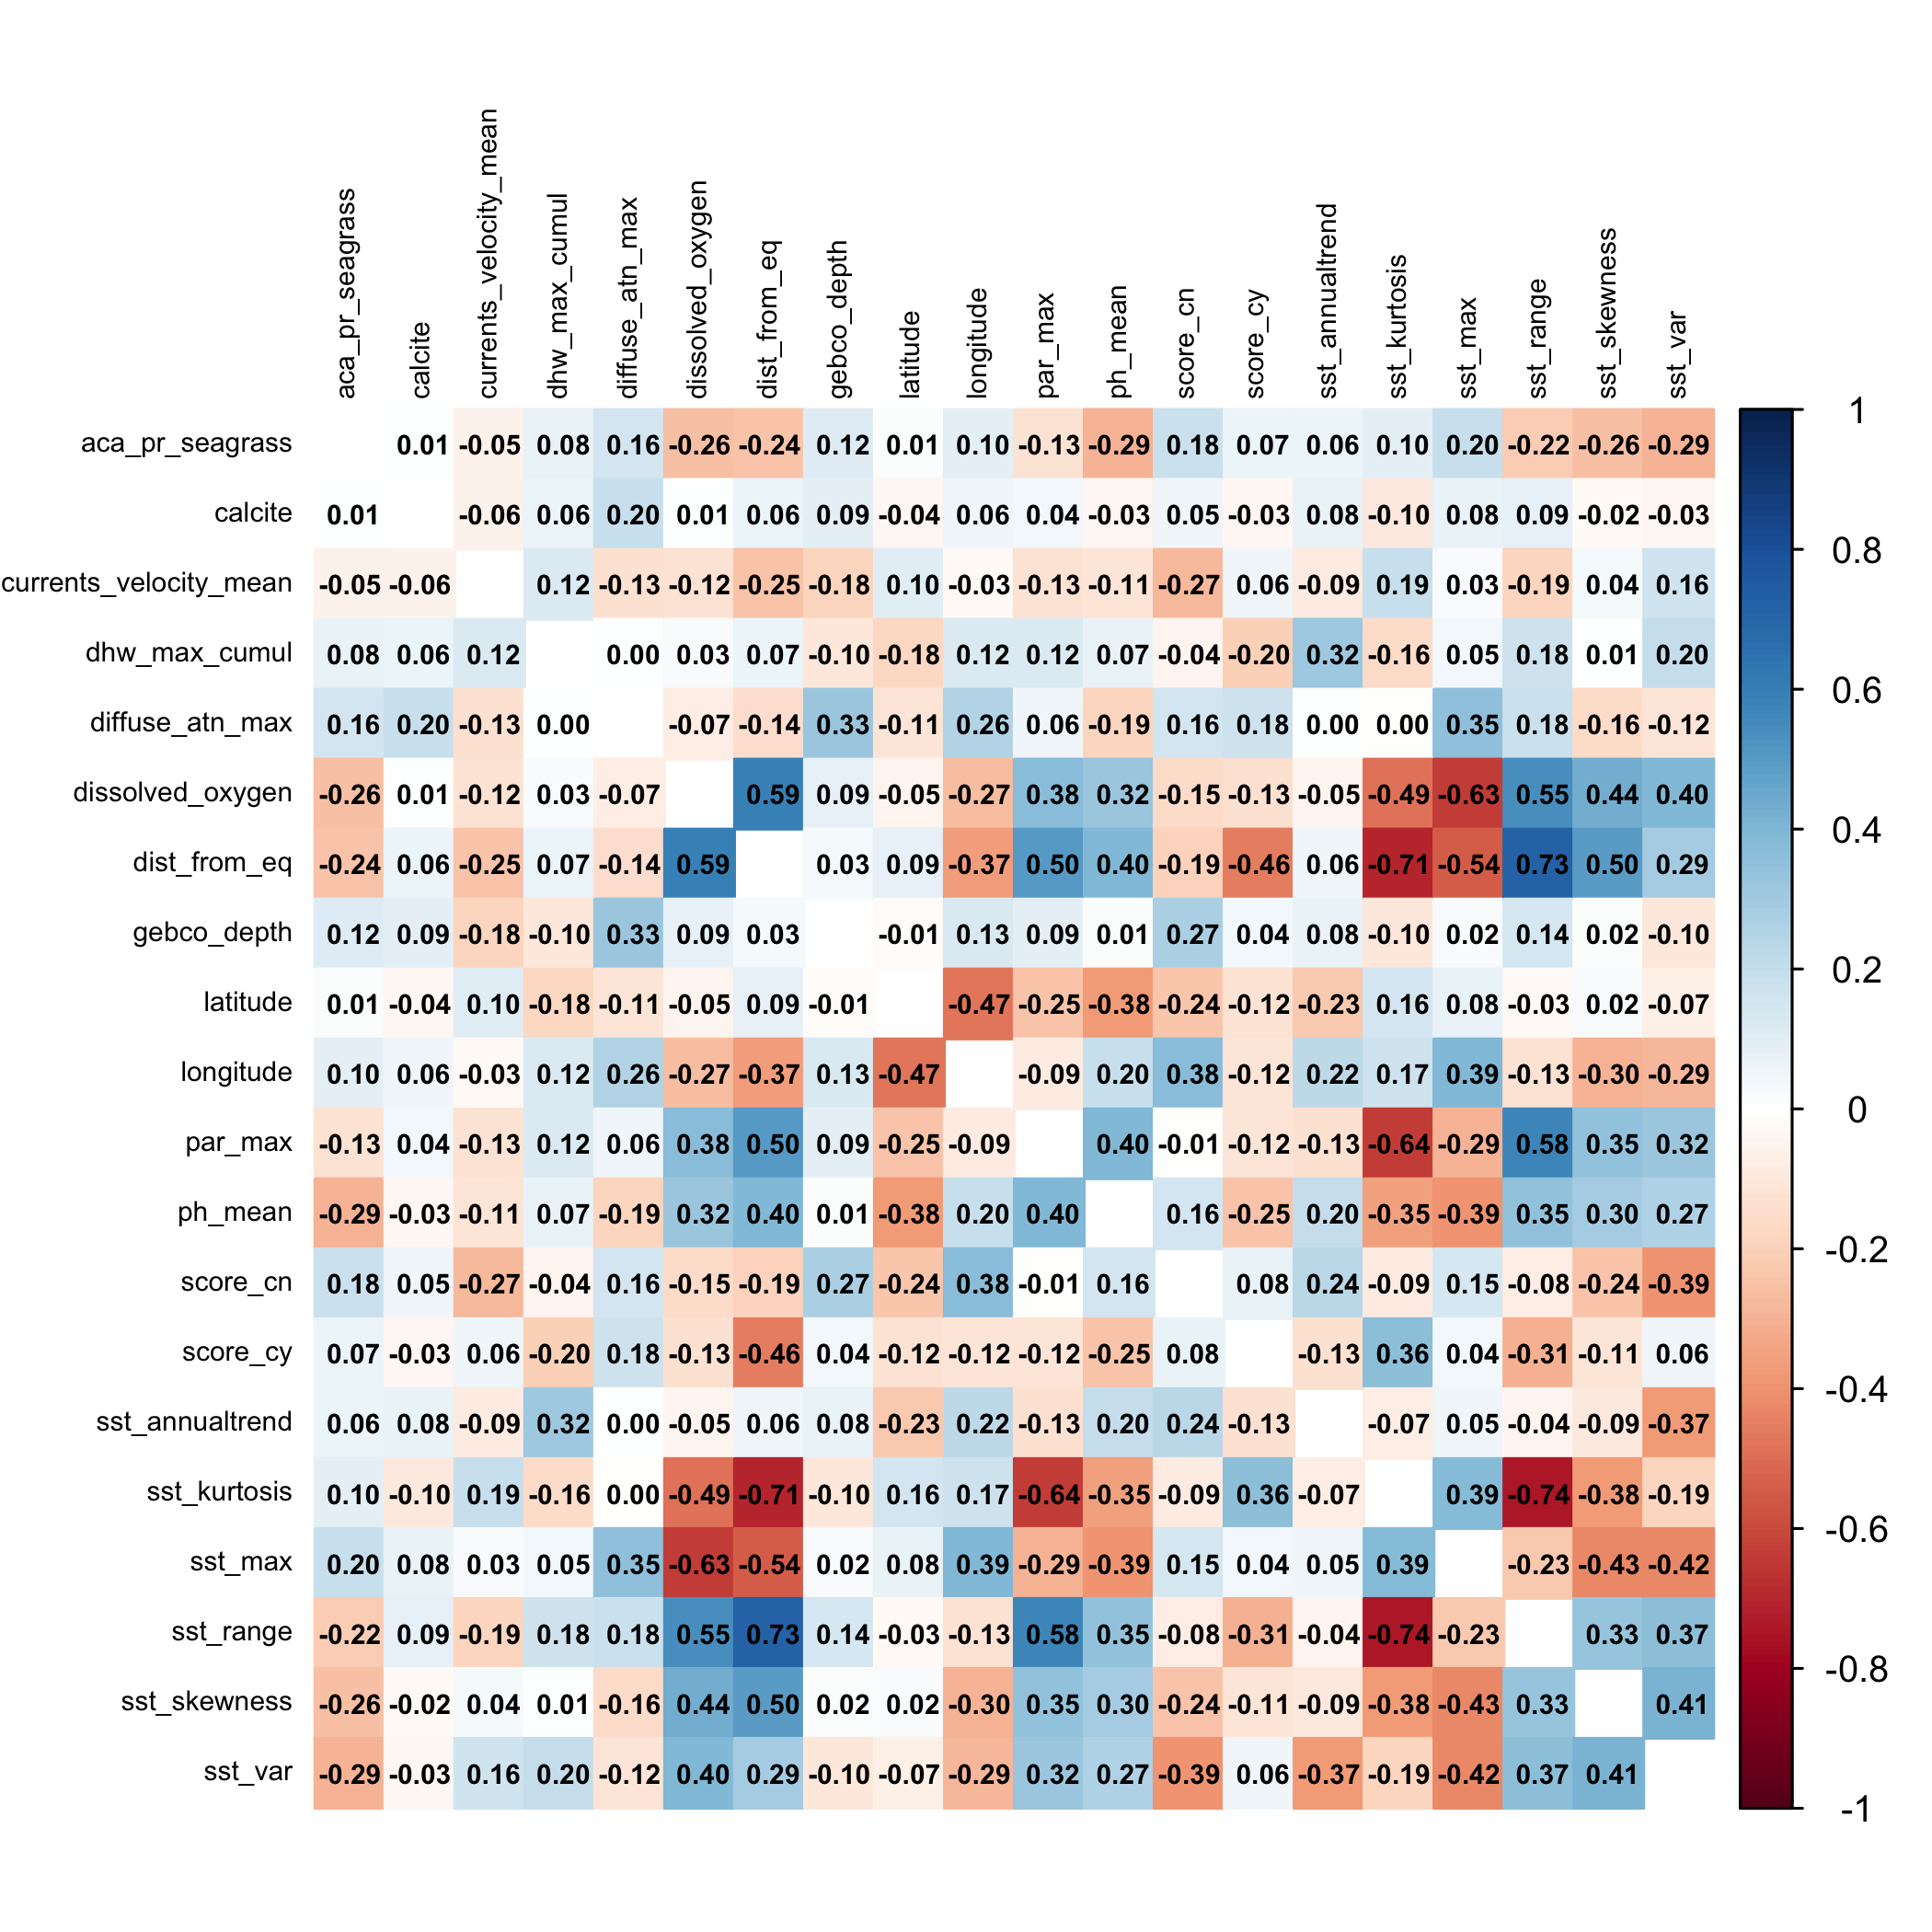 aca_pr_seagrass
calcite
currents_velocity_mean
dhw_max_cumul
diffuse_atn_max
dissolved_oxygen
dist_from_eq
gebco_depth
latitude
longitude
par_max
ph_mean
score_cn
score_cy
sst_annualtrend
sst_kurtosis
sst_max
sst_range
sst_skewness
sst_var
aca_pr_seagrass 0.01 -0.05 0.08 0.16 -0.26 -0.24 0.12 0.01 0.10 -0.13 -0.29 0.18 0.07 0.06 0.10 0.20 -0.22 -0.26 -0.29
calcite 0.01 -0.06 0.06 0.20 0.01 0.06 0.09 -0.04 0.06 0.04 -0.03 0.05 -0.03 0.08 -0.10 0.08 0.09 -0.02 -0.03
currents_velocity_mean -0.05 -0.06 0.12 -0.13 -0.12 -0.25 -0.18 0.10 -0.03 -0.13 -0.11 -0.27 0.06 -0.09 0.19 0.03 -0.19 0.04 0.16
dhw_max_cumul 0.08 0.06 0.12 0.00 0.03 0.07 -0.10 -0.18 0.12 0.12 0.07 -0.04 -0.20 0.32 -0.16 0.05 0.18 0.01 0.20
diffuse_atn_max 0.16 0.20 -0.13 0.00 -0.07 -0.14 0.33 -0.11 0.26 0.06 -0.19 0.16 0.18 0.00 0.00 0.35 0.18 -0.16 -0.12
dissolved_oxygen -0.26 0.01 -0.12 0.03 -0.07 0.59 0.09 -0.05 -0.27 0.38 0.32 -0.15 -0.13 -0.05 -0.49 -0.63 0.55 0.44 0.40
dist_from_eq -0.24 0.06 -0.25 0.07 -0.14 0.59 0.03 0.09 -0.37 0.50 0.40 -0.19 -0.46 0.06 -0.71 -0.54 0.73 0.50 0.29
gebco_depth 0.12 0.09 -0.18 -0.10 0.33 0.09 0.03 -0.01 0.13 0.09 0.01 0.27 0.04 0.08 -0.10 0.02 0.14 0.02 -0.10
latitude 0.01 -0.04 0.10 -0.18 -0.11 -0.05 0.09 -0.01 -0.47 -0.25 -0.38 -0.24 -0.12 -0.23 0.16 0.08 -0.03 0.02 -0.07
longitude 0.10 0.06 -0.03 0.12 0.26 -0.27 -0.37 0.13 -0.47 -0.09 0.20 0.38 -0.12 0.22 0.17 0.39 -0.13 -0.30 -0.29
par_max -0.13 0.04 -0.13 0.12 0.06 0.38 0.50 0.09 -0.25 -0.09 0.40 -0.01 -0.12 -0.13 -0.64 -0.29 0.58 0.35 0.32
ph_mean -0.29 -0.03 -0.11 0.07 -0.19 0.32 0.40 0.01 -0.38 0.20 0.40 0.16 -0.25 0.20 -0.35 -0.39 0.35 0.30 0.27
score_cn 0.18 0.05 -0.27 -0.04 0.16 -0.15 -0.19 0.27 -0.24 0.38 -0.01 0.16 0.08 0.24 -0.09 0.15 -0.08 -0.24 -0.39
score_cy 0.07 -0.03 0.06 -0.20 0.18 -0.13 -0.46 0.04 -0.12 -0.12 -0.12 -0.25 0.08 -0.13 0.36 0.04 -0.31 -0.11 0.06
sst_annualtrend 0.06 0.08 -0.09 0.32 0.00 -0.05 0.06 0.08 -0.23 0.22 -0.13 0.20 0.24 -0.13 -0.07 0.05 -0.04 -0.09 -0.37
sst_kurtosis 0.10 -0.10 0.19 -0.16 0.00 -0.49 -0.71 -0.10 0.16 0.17 -0.64 -0.35 -0.09 0.36 -0.07 0.39 -0.74 -0.38 -0.19
sst_max 0.20 0.08 0.03 0.05 0.35 -0.63 -0.54 0.02 0.08 0.39 -0.29 -0.39 0.15 0.04 0.05 0.39 -0.23 -0.43 -0.42
sst_range -0.22 0.09 -0.19 0.18 0.18 0.55 0.73 0.14 -0.03 -0.13 0.58 0.35 -0.08 -0.31 -0.04 -0.74 -0.23 0.33 0.37
sst_skewness -0.26 -0.02 0.04 0.01 -0.16 0.44 0.50 0.02 0.02 -0.30 0.35 0.30 -0.24 -0.11 -0.09 -0.38 -0.43 0.33 0.41
sst_var -0.29 -0.03 0.16 0.20 -0.12 0.40 0.29 -0.10 -0.07 -0.29 0.32 0.27 -0.39 0.06 -0.37 -0.19 -0.42 0.37 0.41
1
0.8
0.6
0.4
0.2
0
-0.2
-0.4
-0.6
-0.8
-1